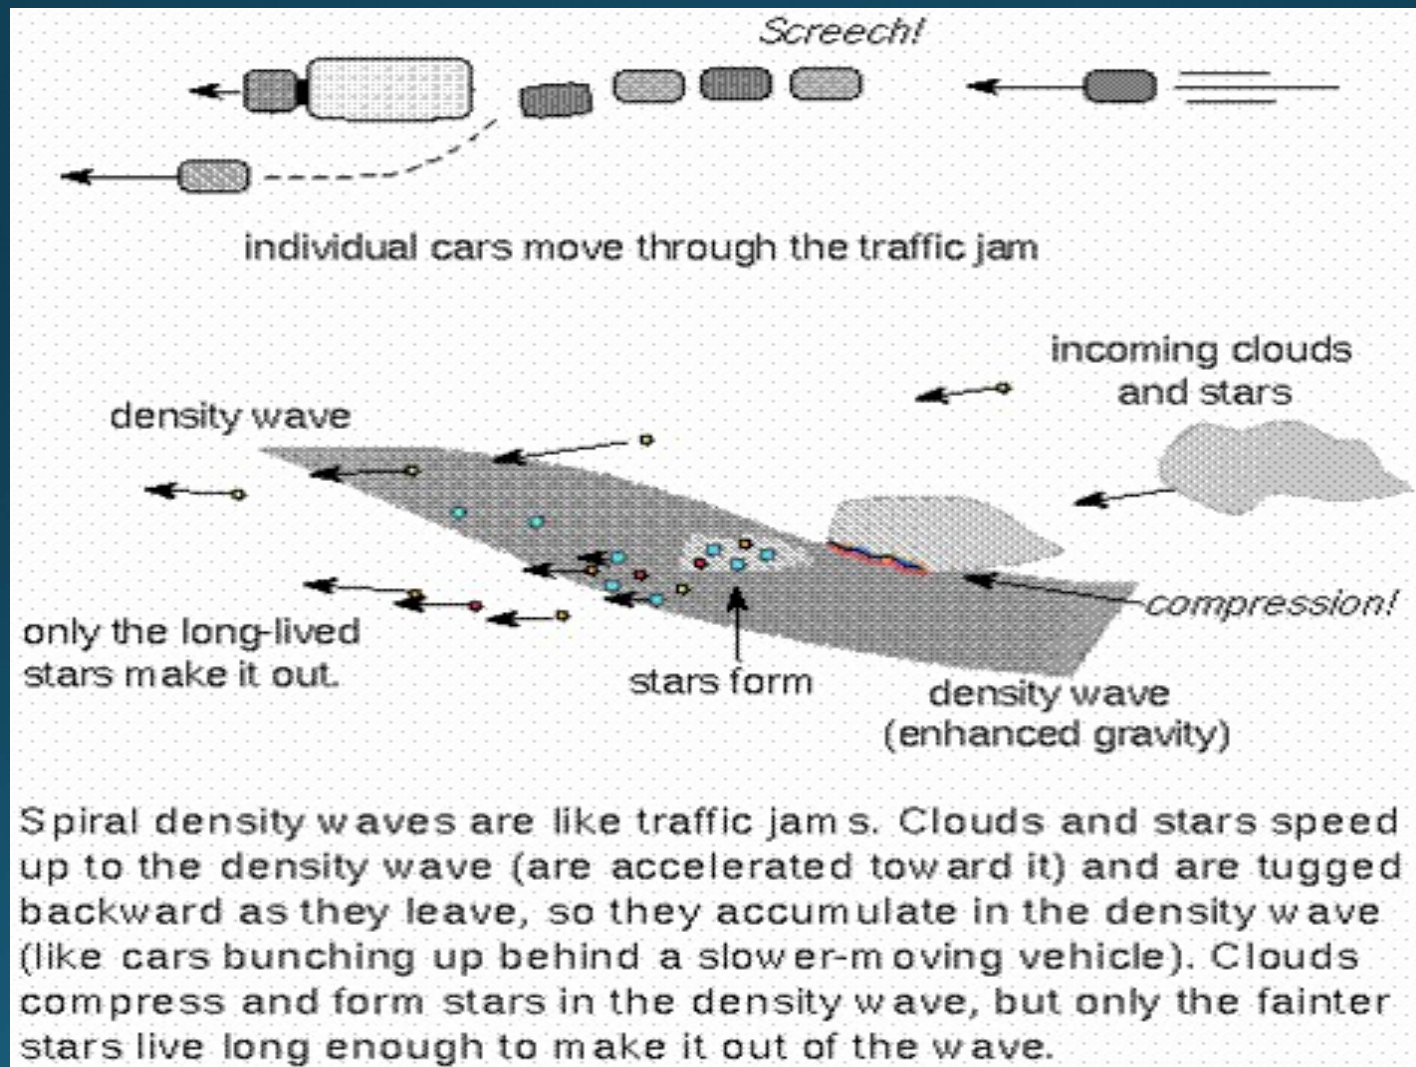 Screech!
individual cars move through the traffic jam
incoming clouds
and stars
density wave
compression!
only the long-lived
stars make it out.
stars form
density wave
(enhanced gravity)
Spiral density waves are like traffic jams. Clouds and stars speed
up to the density wave (are accelerated toward it) and are tugged
backward as they leave, so they accumulate in the density wave
(like cars bunching up behind a slower-moving vehicle). Clouds
compress and form stars in the density wave, but only the fainter
stars live long enough to make it out of the wave.